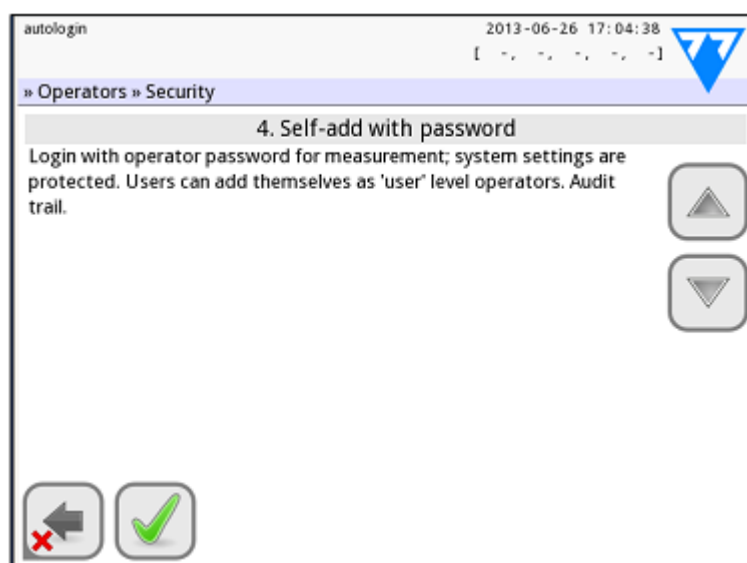 autologin
2013-06-26 17:04:38
[ -, -, -, -, -]
» Operators » Security
4. Self-add with password
Login with operator password for measurement; system settings are
protected. Users can add themselves as 'user' level operators. Audit
trail.